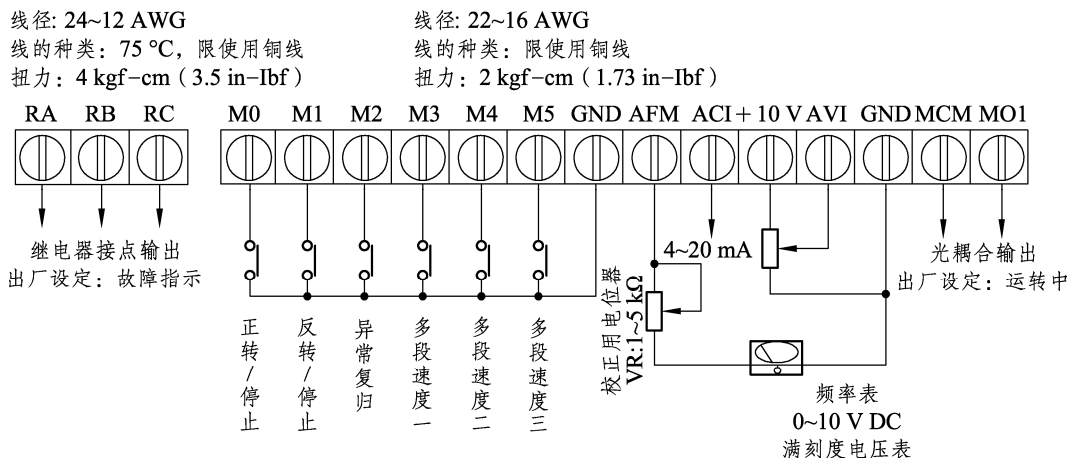 线径: 24~12 AWG
线的种类：75 ℃，限使用铜线
扭力：4 kgf-cm（3.5 in-Ibf）
线径: 22~16 AWG
线的种类：限使用铜线
扭力：2 kgf-cm（1.73 in-Ibf）
RA RB RC M0 M1 M2 M3 M4 M5 GND AFM ACI +10 V AVI GND MCM MO1
继电器接点输出
出厂设定：故障指示
正转/停止
反转/停止
异常复归
多段速度一
多段速度二
多段速度三
校正用电位器
VR:1~5 kΩ
4~20 mA
光耦合输出
出厂设定：运转中
频率表
0~10 V DC
满刻度电压表